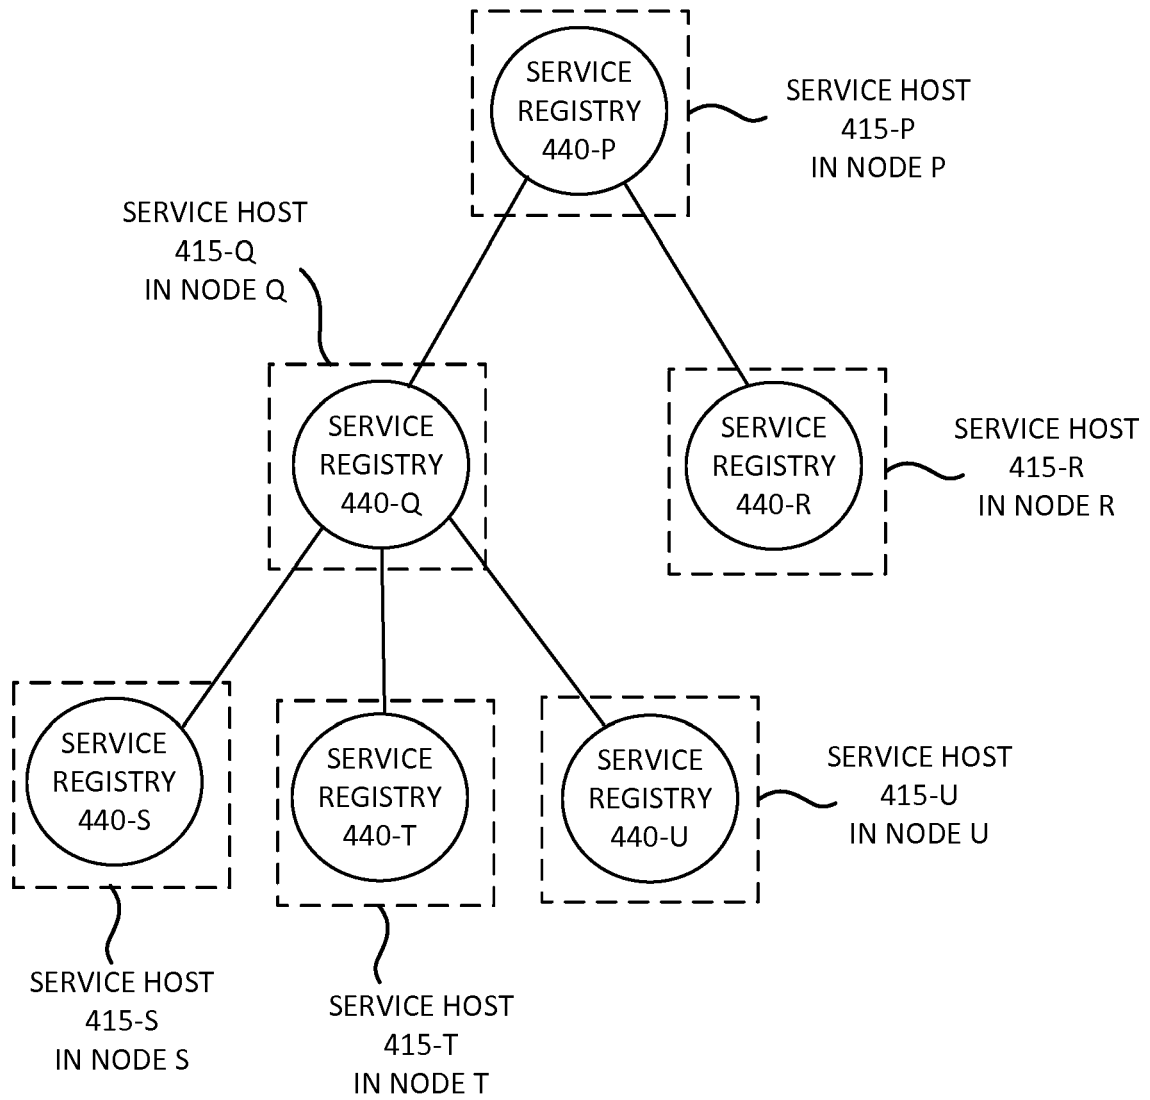 SERVICE
REGISTRY
440-P
SERVICE HOST
415-P
IN NODE P
SERVICE HOST
415-Q
IN NODE Q
SERVICE
REGISTRY
440-Q
SERVICE
REGISTRY
440-R
SERVICE HOST
415-R
IN NODE R
SERVICE
REGISTRY
440-S
SERVICE
REGISTRY
440-T
SERVICE
REGISTRY
440-U
SERVICE HOST
415-U
IN NODE U
SERVICE HOST
415-S
IN NODE S
SERVICE HOST
415-T
IN NODE T